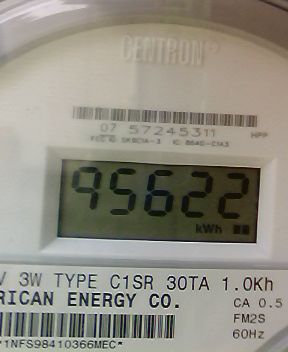 CENTRON®
07 57245311 HPP
95622
kWh
V 3W TYPE C1SR 30TA 1.0Kh
RICAN ENERGY CO. CA 0.5
FM2S
60Hz
*1NFS98410366MEC*